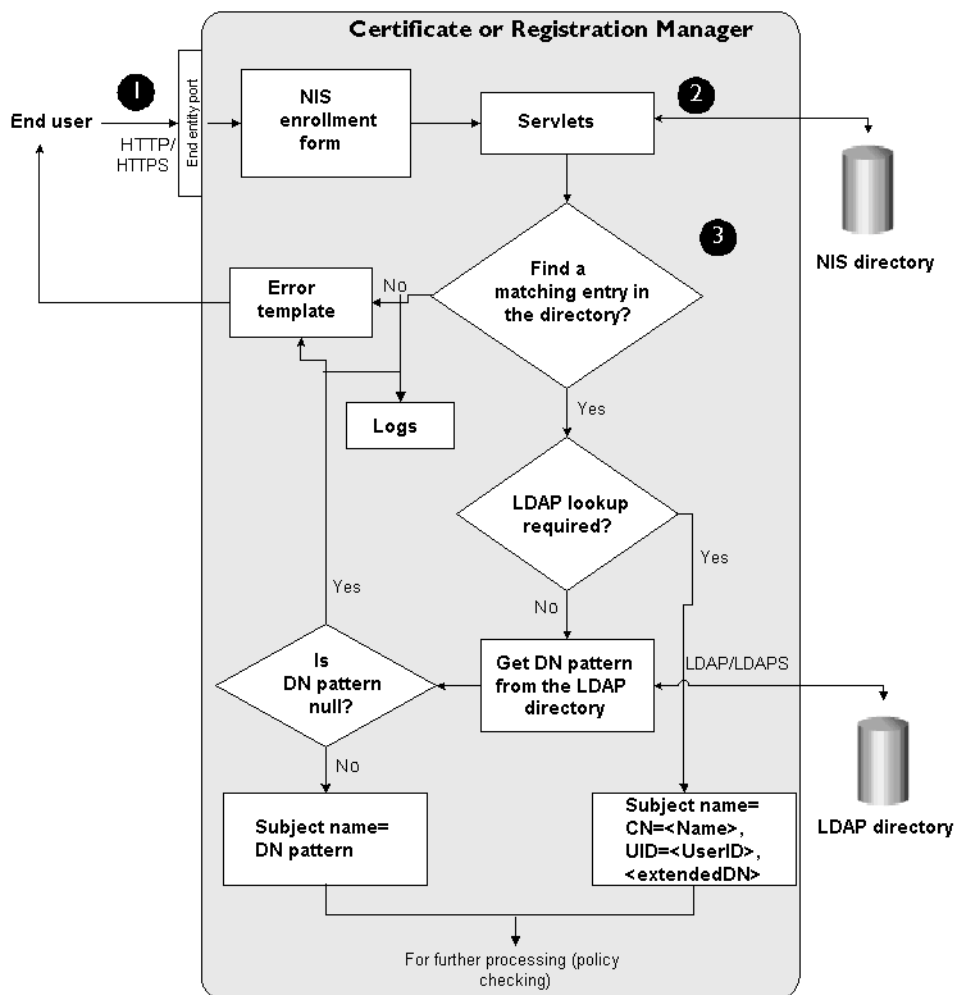 Certificate or Registration Manager
1
End user
HTTP/
HTTPS
End entity port
NIS
enrollment
form
Servlets
2
NIS directory
3
Find a
matching entry in
the directory?
No
Error
template
Logs
Yes
LDAP lookup
required?
Yes
No
Yes
Is
DN pattern
null?
Get DN pattern
from the LDAP
directory
LDAP/LDAPS
LDAP directory
No
Subject name=
DN pattern
Subject name=
CN=<Name>,
UID=<UserID>,
<extendedDN>
For further processing (policy
checking)